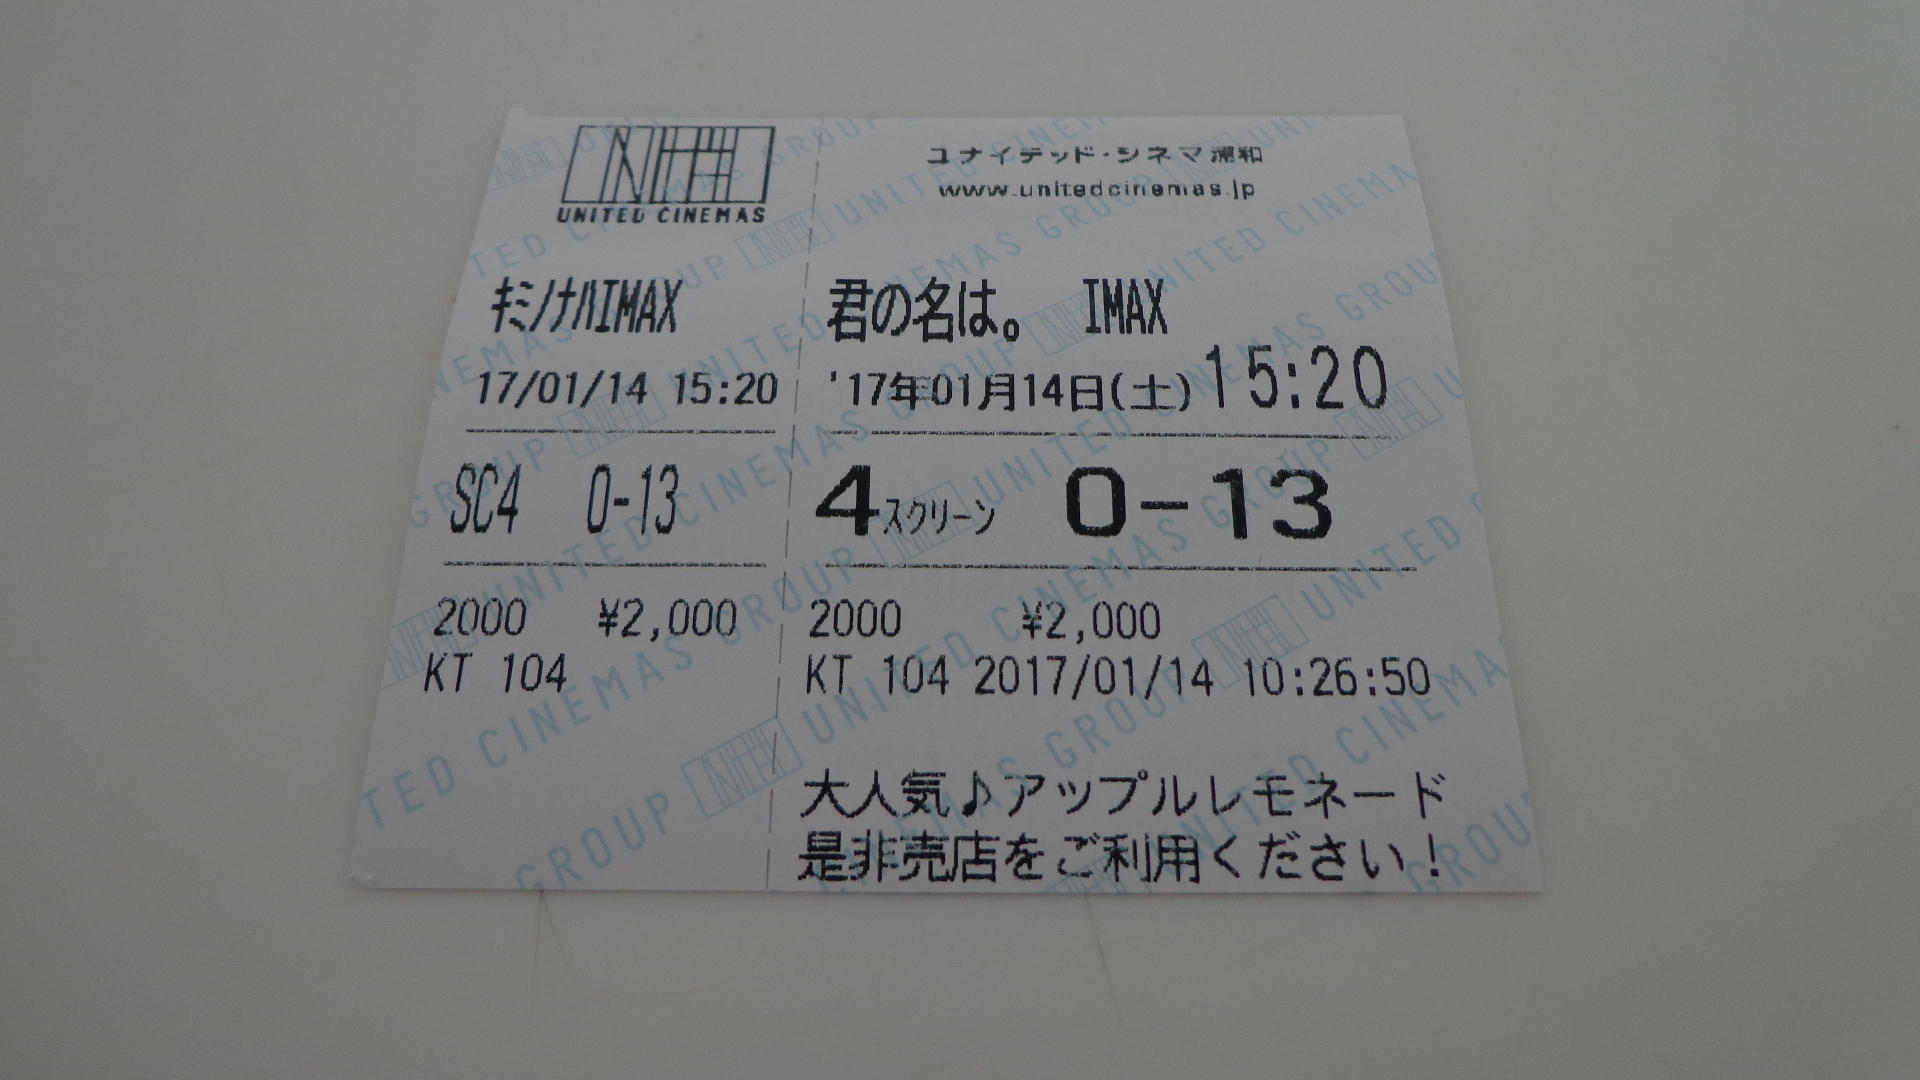 UNITED CINEMAS
ｷﾐﾉﾅﾊIMAX
17/01/14 15:20
SC4 O-13
2000 ¥2,000
KT 104
ユナイテッド・シネマ浦和
www.unitedcinemas.jp
君の名は。 IMAX
'17年01月14日(土) 15:20
4スクリーン O-13
2000 ¥2,000
KT 104 2017/01/14 10:26:50
大人気♪アップルレモネード
是非売店をご利用ください！